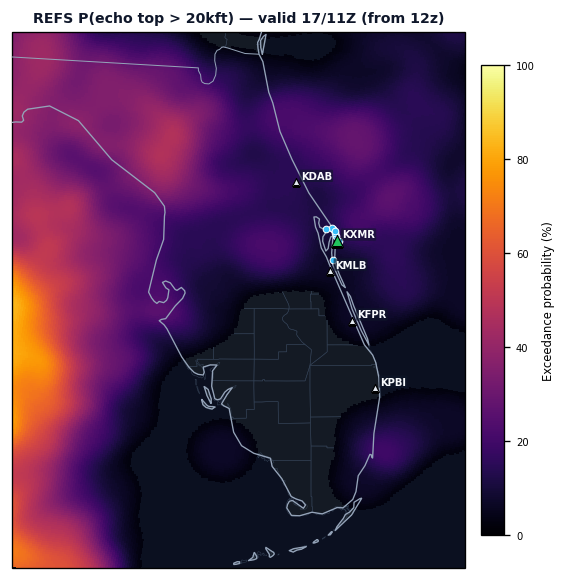 REFS P(echo top > 20kft) — valid 17/11Z (from 12z)
KDAB
KXMR
KMLB
KFPR
KPBI
100
80
60
40
20
0
Exceedance probability (%)